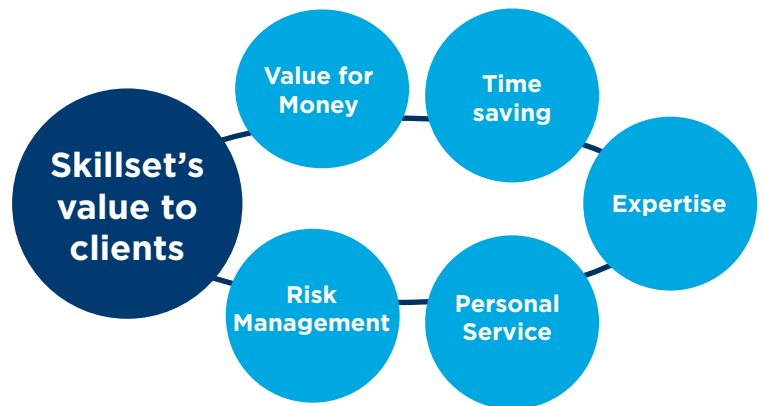 Skillset’s
value to
clients
Value for
Money
Time
saving
Expertise
Personal
Service
Risk
Management